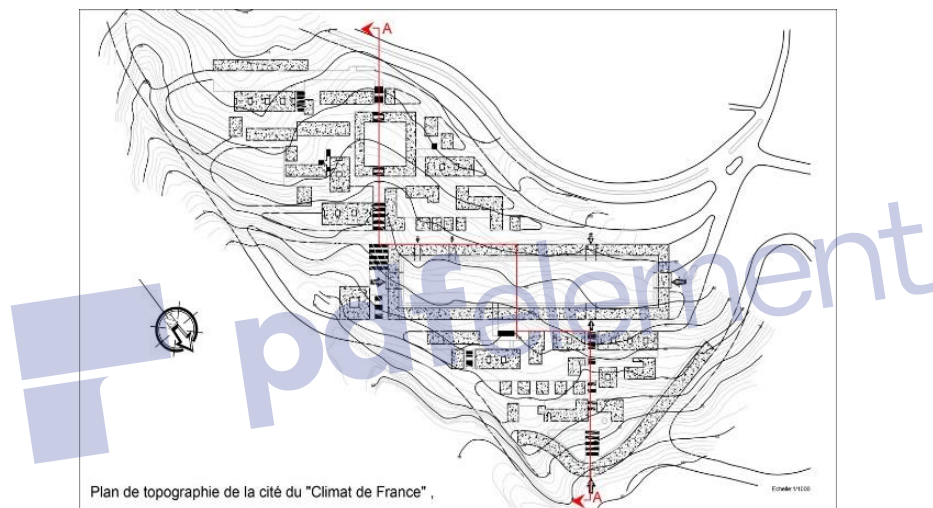 A
pdfelement
Plan de topographie de la cité du "Climat de France" ,
Echelle 1/1000
A